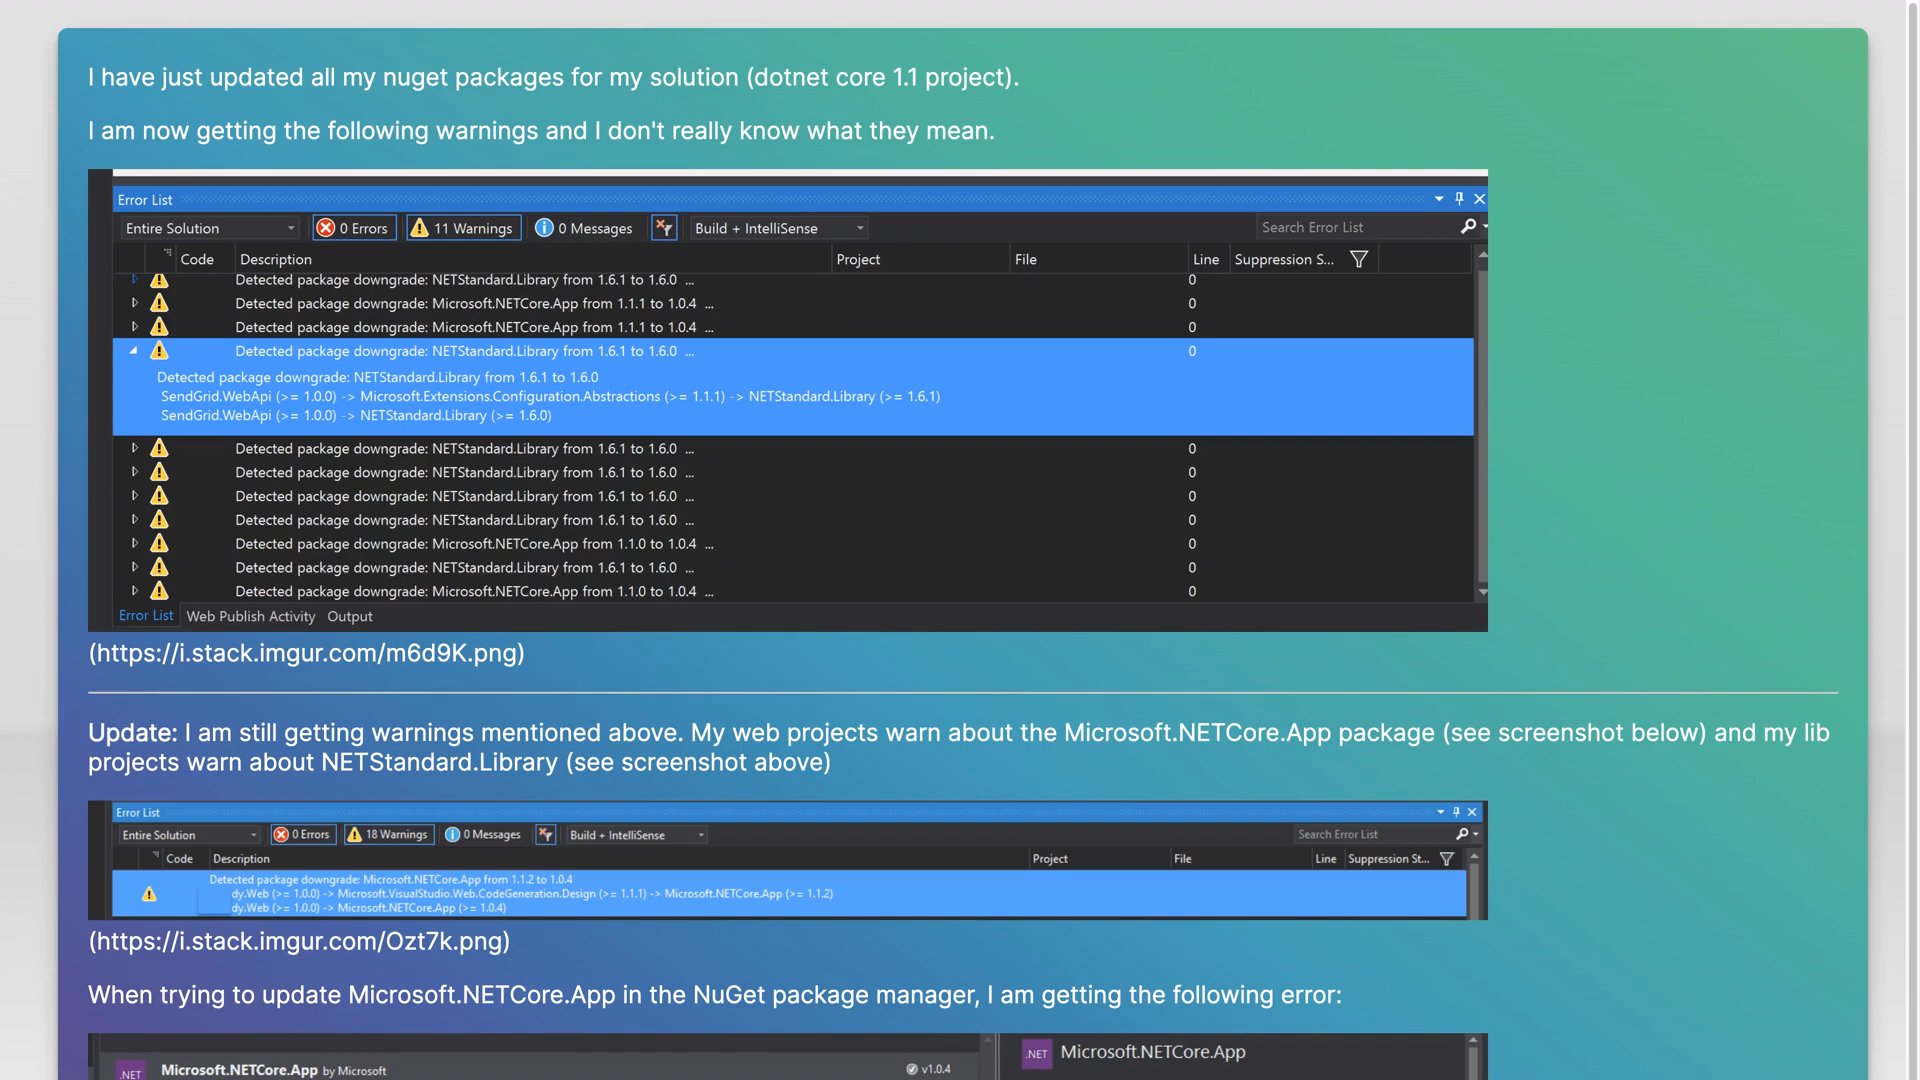 I have just updated all my nuget packages for my solution (dotnet core 1.1 project).
I am now getting the following warnings and I don't really know what they mean.
Error List
Entire Solution 0 Errors 11 Warnings 0 Messages Build + IntelliSense Search Error List
Code Description Project File Line Suppression S...
Detected package downgrade: NETStandard.Library from 1.6.1 to 1.6.0 ... 0
Detected package downgrade: Microsoft.NETCore.App from 1.1.1 to 1.0.4 ... 0
Detected package downgrade: Microsoft.NETCore.App from 1.1.1 to 1.0.4 ... 0
Detected package downgrade: NETStandard.Library from 1.6.1 to 1.6.0 ... 0
Detected package downgrade: NETStandard.Library from 1.6.1 to 1.6.0
SendGrid.WebApi (>= 1.0.0) -> Microsoft.Extensions.Configuration.Abstractions (>= 1.1.1) -> NETStandard.Library (>= 1.6.1)
SendGrid.WebApi (>= 1.0.0) -> NETStandard.Library (>= 1.6.0)
Detected package downgrade: NETStandard.Library from 1.6.1 to 1.6.0 ... 0
Detected package downgrade: NETStandard.Library from 1.6.1 to 1.6.0 ... 0
Detected package downgrade: NETStandard.Library from 1.6.1 to 1.6.0 ... 0
Detected package downgrade: NETStandard.Library from 1.6.1 to 1.6.0 ... 0
Detected package downgrade: Microsoft.NETCore.App from 1.1.0 to 1.0.4 ... 0
Detected package downgrade: NETStandard.Library from 1.6.1 to 1.6.0 ... 0
Detected package downgrade: Microsoft.NETCore.App from 1.1.0 to 1.0.4 ... 0
Error List Web Publish Activity Output
(https://i.stack.imgur.com/m6d9K.png)
Update: I am still getting warnings mentioned above. My web projects warn about the Microsoft.NETCore.App package (see screenshot below) and my lib
projects warn about NETStandard.Library (see screenshot above)
Error List
Entire Solution 0 Errors 18 Warnings 0 Messages Build + IntelliSense Search Error List
Code Description Project File Line Suppression St...
Detected package downgrade: Microsoft.NETCore.App from 1.1.2 to 1.0.4
dy.Web (>= 1.0.0) -> Microsoft.VisualStudio.Web.CodeGeneration.Design (>= 1.1.1) -> Microsoft.NETCore.App (>= 1.1.2)
dy.Web (>= 1.0.0) -> Microsoft.NETCore.App (>= 1.0.4)
(https://i.stack.imgur.com/Ozt7k.png)
When trying to update Microsoft.NETCore.App in the NuGet package manager, I am getting the following error:
.NET Microsoft.NETCore.App
.NET Microsoft.NETCore.App by Microsoft v1.0.4